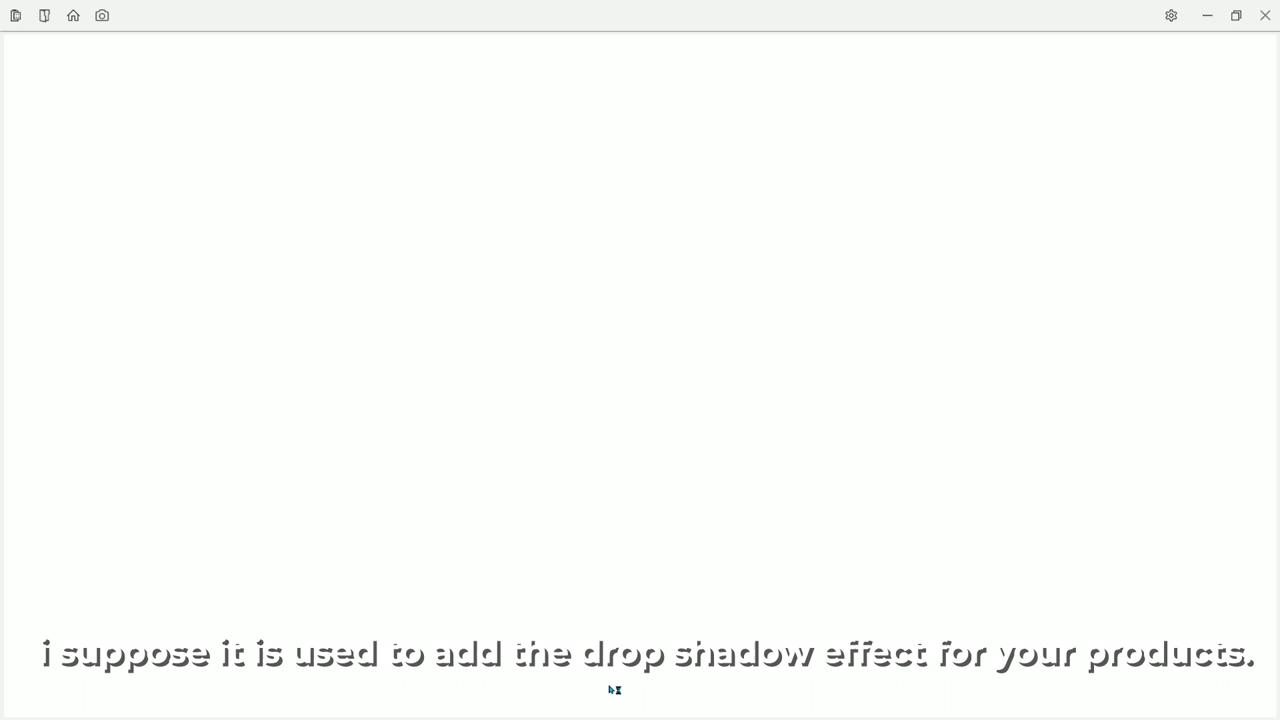 i suppose it is used to add the drop shadow effect for your products.